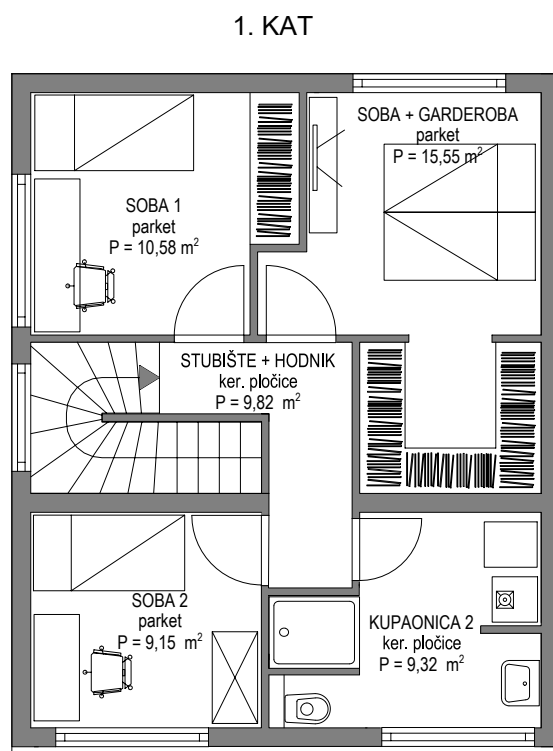 1. KAT
SOBA + GARDEROBA
parket
P = 15,55 m²
SOBA 1
parket
P = 10,58 m²
STUBIŠTE + HODNIK
ker. pločice
P = 9,82 m²
SOBA 2
parket
P = 9,15 m²
KUPAONICA 2
ker. pločice
P = 9,32 m²